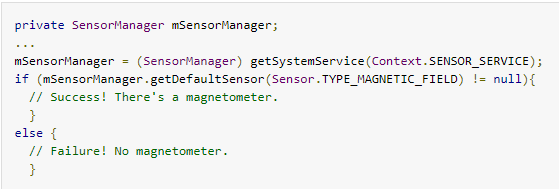 private SensorManager mSensorManager;
...
mSensorManager = (SensorManager) getSystemService(Context.SENSOR_SERVICE);
if (mSensorManager.getDefaultSensor(Sensor.TYPE_MAGNETIC_FIELD) != null){
  // Success! There's a magnetometer.
  }
else {
  // Failure! No magnetometer.
  }